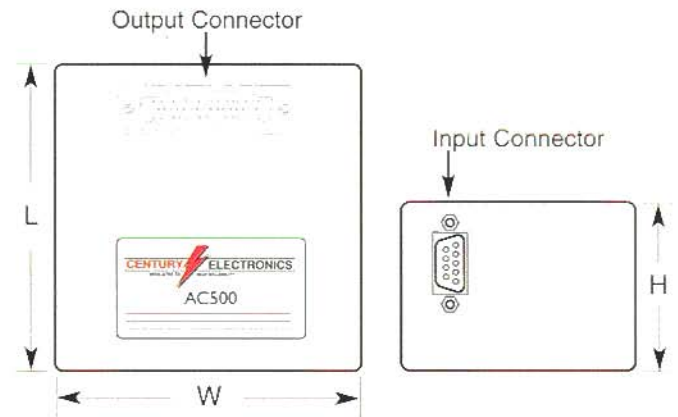 Output Connector
Input Connector
L
CENTURY ELECTRONICS
AC500
H
W